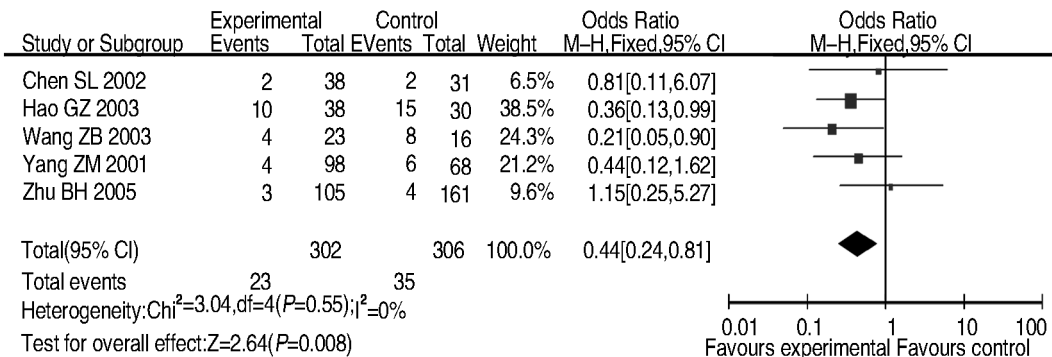 Experimental Control Odds Ratio Odds Ratio
Study or Subgroup Events Total EVents Total Weight M–H,Fixed,95% CI M–H,Fixed,95% CI
Chen SL 2002 2 38 2 31 6.5% 0.81[0.11,6.07]
Hao GZ 2003 10 38 15 30 38.5% 0.36[0.13,0.99]
Wang ZB 2003 4 23 8 16 24.3% 0.21[0.05,0.90]
Yang ZM 2001 4 98 6 68 21.2% 0.44[0.12,1.62]
Zhu BH 2005 3 105 4 161 9.6% 1.15[0.25,5.27]
Total(95% CI) 302 306 100.0% 0.44[0.24,0.81]
Total events 23 35
Heterogeneity:Chi²=3.04,df=4(P=0.55);I²=0%
Test for overall effect:Z=2.64(P=0.008)
0.01 0.1 1 10 100
Favours experimental Favours control